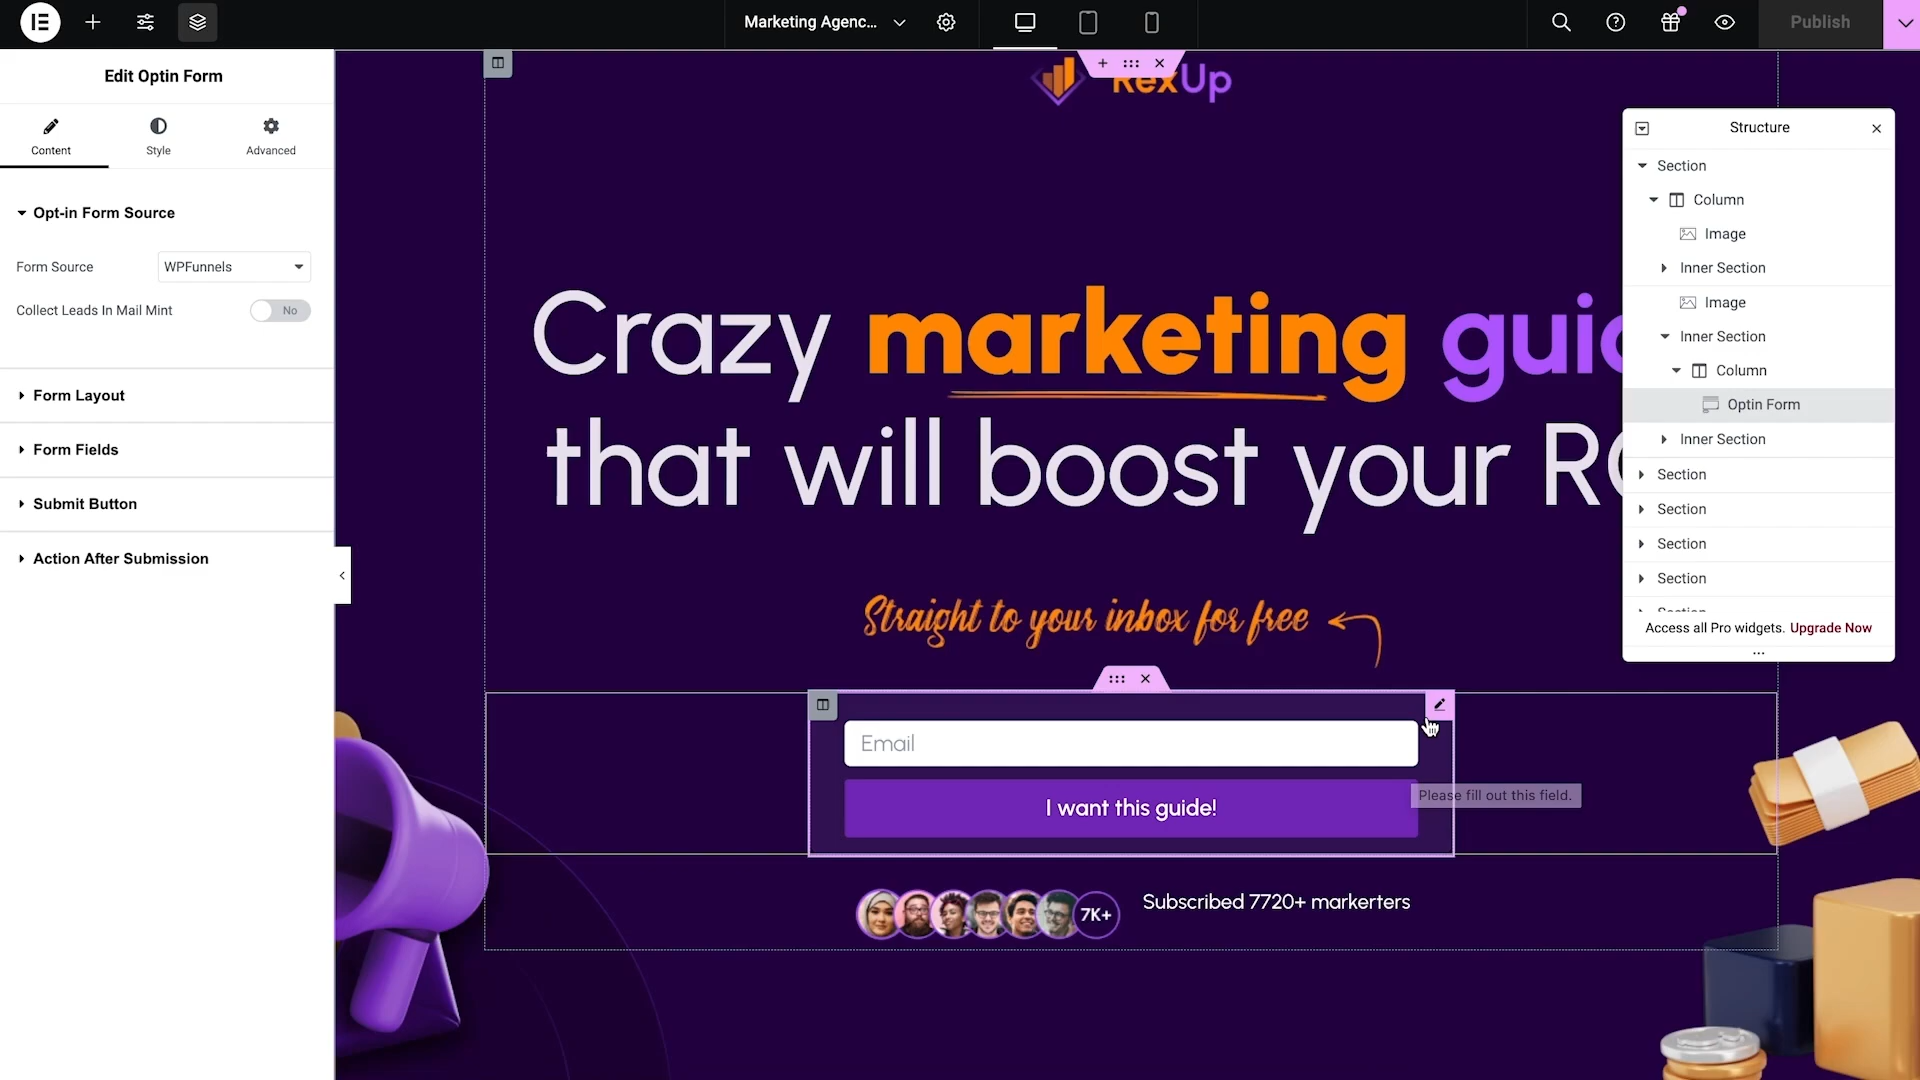 Marketing Agenc...
Publish
Edit Optin Form
Content
Style
Advanced
Opt-in Form Source
Form Source
WPFunnels
Collect Leads In Mail Mint
No
Form Layout
Form Fields
Submit Button
Action After Submission
RexUp
Crazy marketing guid
that will boost your RO
Straight to your inbox for free
Email
Please fill out this field.
I want this guide!
7K+
Subscribed 7720+ markerters
Structure
Section
Column
Image
Inner Section
Image
Inner Section
Column
Optin Form
Inner Section
Section
Section
Section
Section
Access all Pro widgets. Upgrade Now